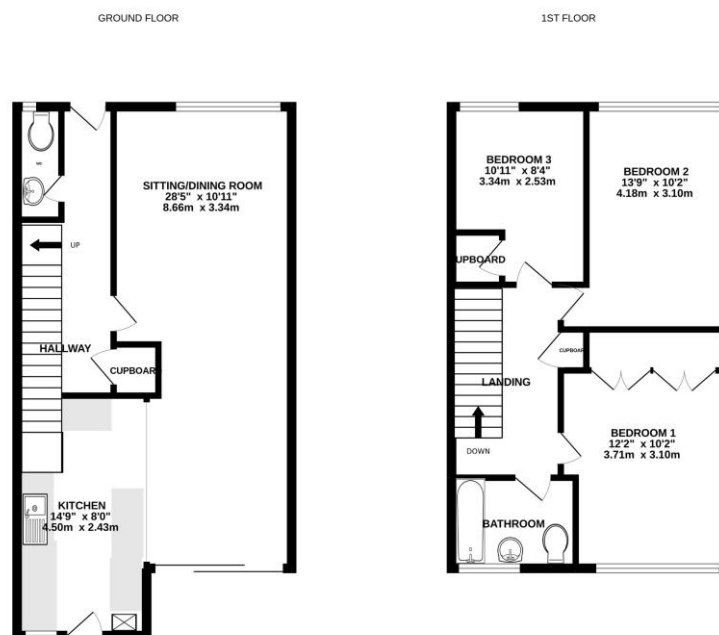 GROUND FLOOR
1ST FLOOR
SITTING/DINING ROOM
28'5" x 10'11"
8.66m x 3.34m
UP
HALLWAY
CUPBOARD
KITCHEN
14'9" x 8'0"
4.50m x 2.43m
BEDROOM 3
10'11" x 8'4"
3.34m x 2.53m
BEDROOM 2
13'9" x 10'2"
4.18m x 3.10m
UPBOARD
CUPBOARD
LANDING
DOWN
BEDROOM 1
12'2" x 10'2"
3.71m x 3.10m
BATHROOM